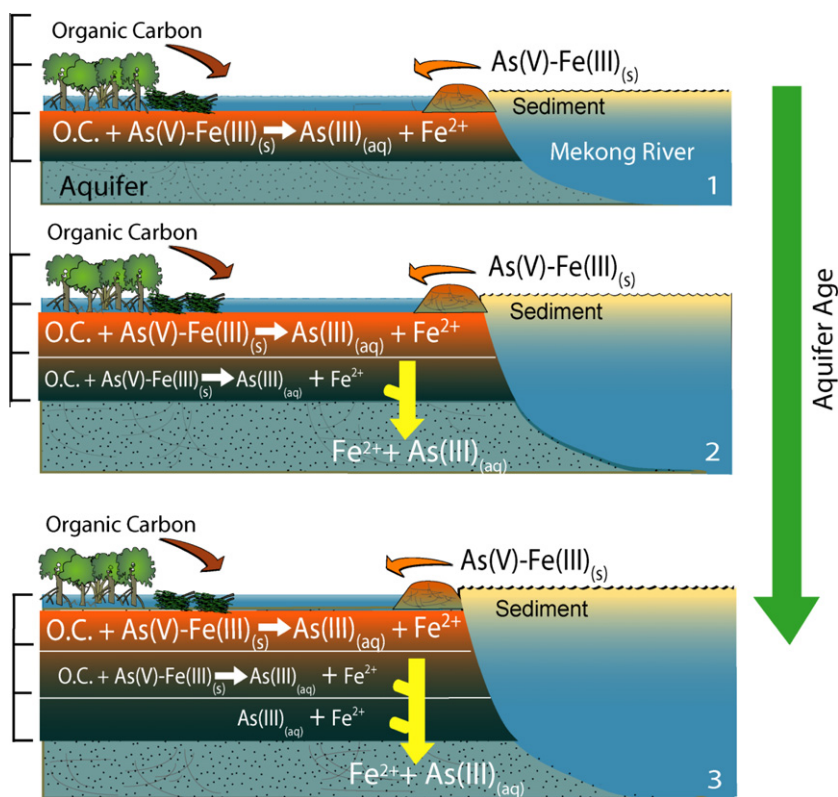 Organic Carbon
As(V)-Fe(III)(s)
Sediment
O.C. + As(V)-Fe(III)(s) ➡ As(III)(aq) + Fe2+
Mekong River
Aquifer
1
Organic Carbon
As(V)-Fe(III)(s)
Sediment
O.C. + As(V)-Fe(III)(s) ➡ As(III)(aq) + Fe2+
O.C. + As(V)-Fe(III)(s) ➡ As(III)(aq) + Fe2+
Fe2+ + As(III)(aq)
2
Organic Carbon
As(V)-Fe(III)(s)
Sediment
O.C. + As(V)-Fe(III)(s) ➡ As(III)(aq) + Fe2+
O.C. + As(V)-Fe(III)(s) ➡ As(III)(aq) + Fe2+
As(III)(aq) + Fe2+
Fe2+ + As(III)(aq)
3
Aquifer Age